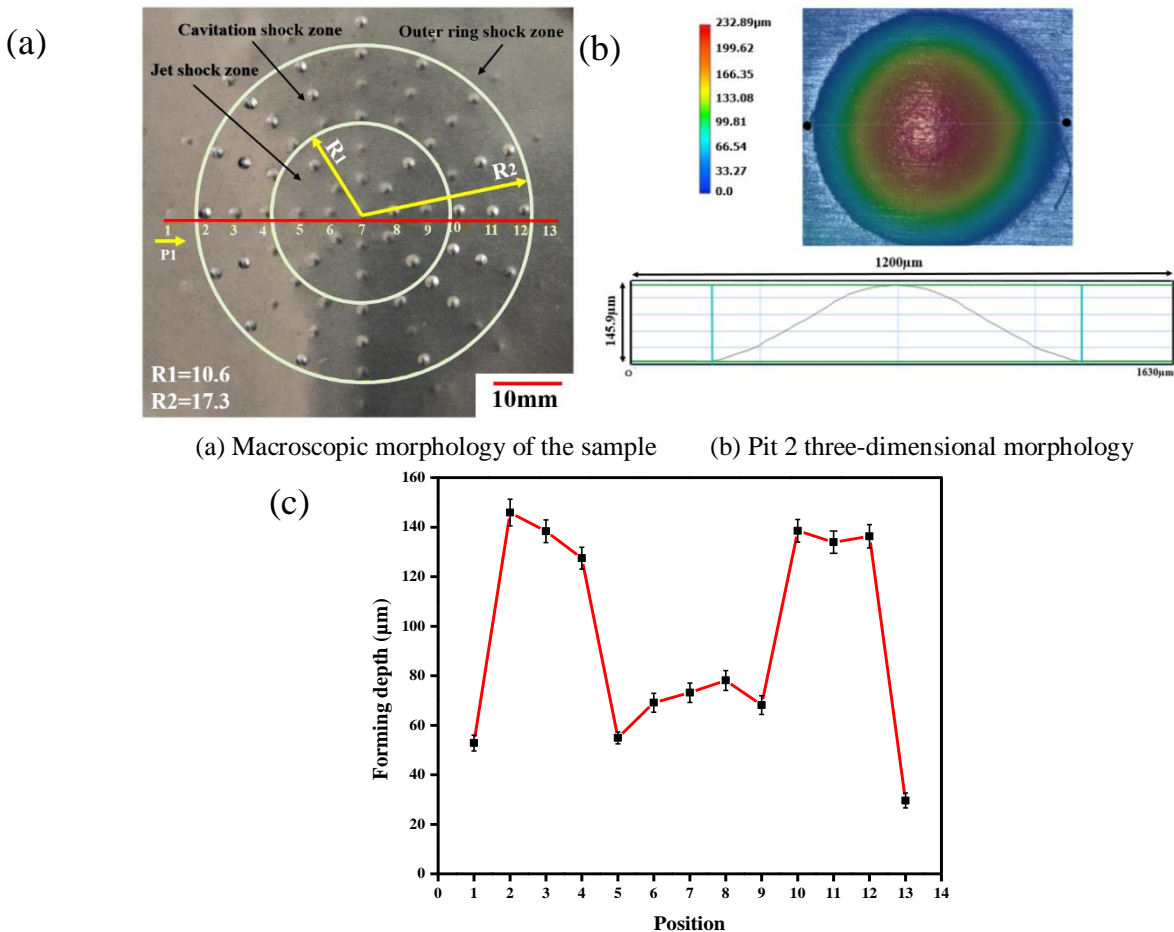 (a)
Cavitation shock zone
Outer ring shock zone
Jet shock zone
R1
R2
1 2 3 4 5 6 7 8 9 10 11 12 13
P1
R1=10.6
R2=17.3
10mm
(b)
232.89μm
199.62
166.35
133.08
99.81
66.54
33.27
0.0
1200μm
145.9μm
O
1630μm
(a) Macroscopic morphology of the sample
(b) Pit 2 three-dimensional morphology
(c)
160
140
120
100
80
60
40
20
0
Forming depth (μm)
0 1 2 3 4 5 6 7 8 9 10 11 12 13 14
Position